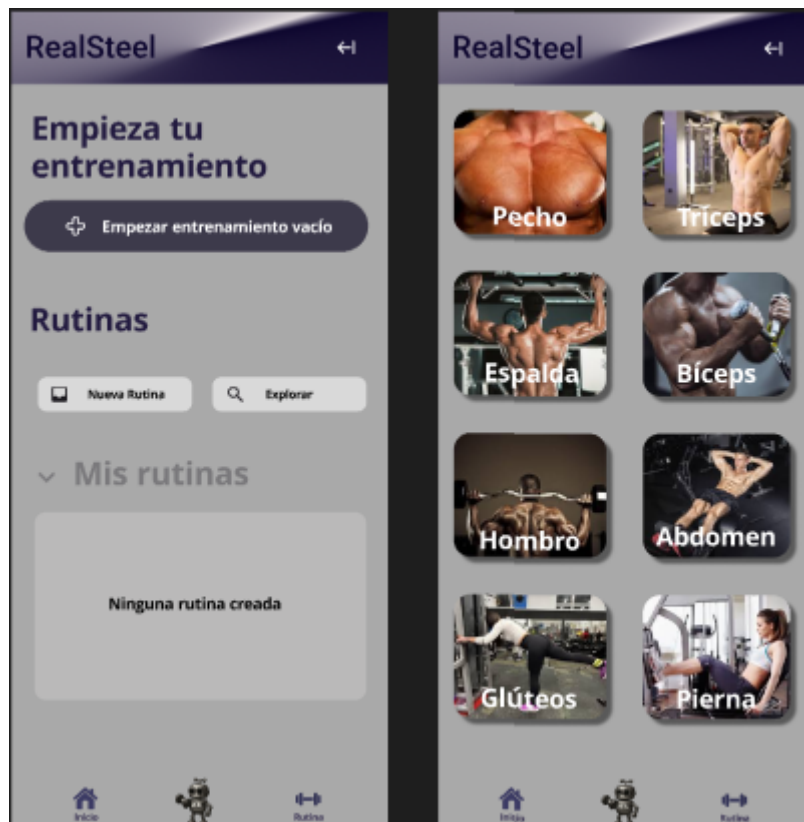 RealSteel
Empieza tu
entrenamiento
Empezar entrenamiento vacío
Rutinas
Nueva Rutina
Explorar
Mis rutinas
Ninguna rutina creada
Inicio
Rutina
RealSteel
Pecho
Tríceps
Espalda
Bíceps
Hombro
Abdomen
Glúteos
Pierna
Inicio
Rutina